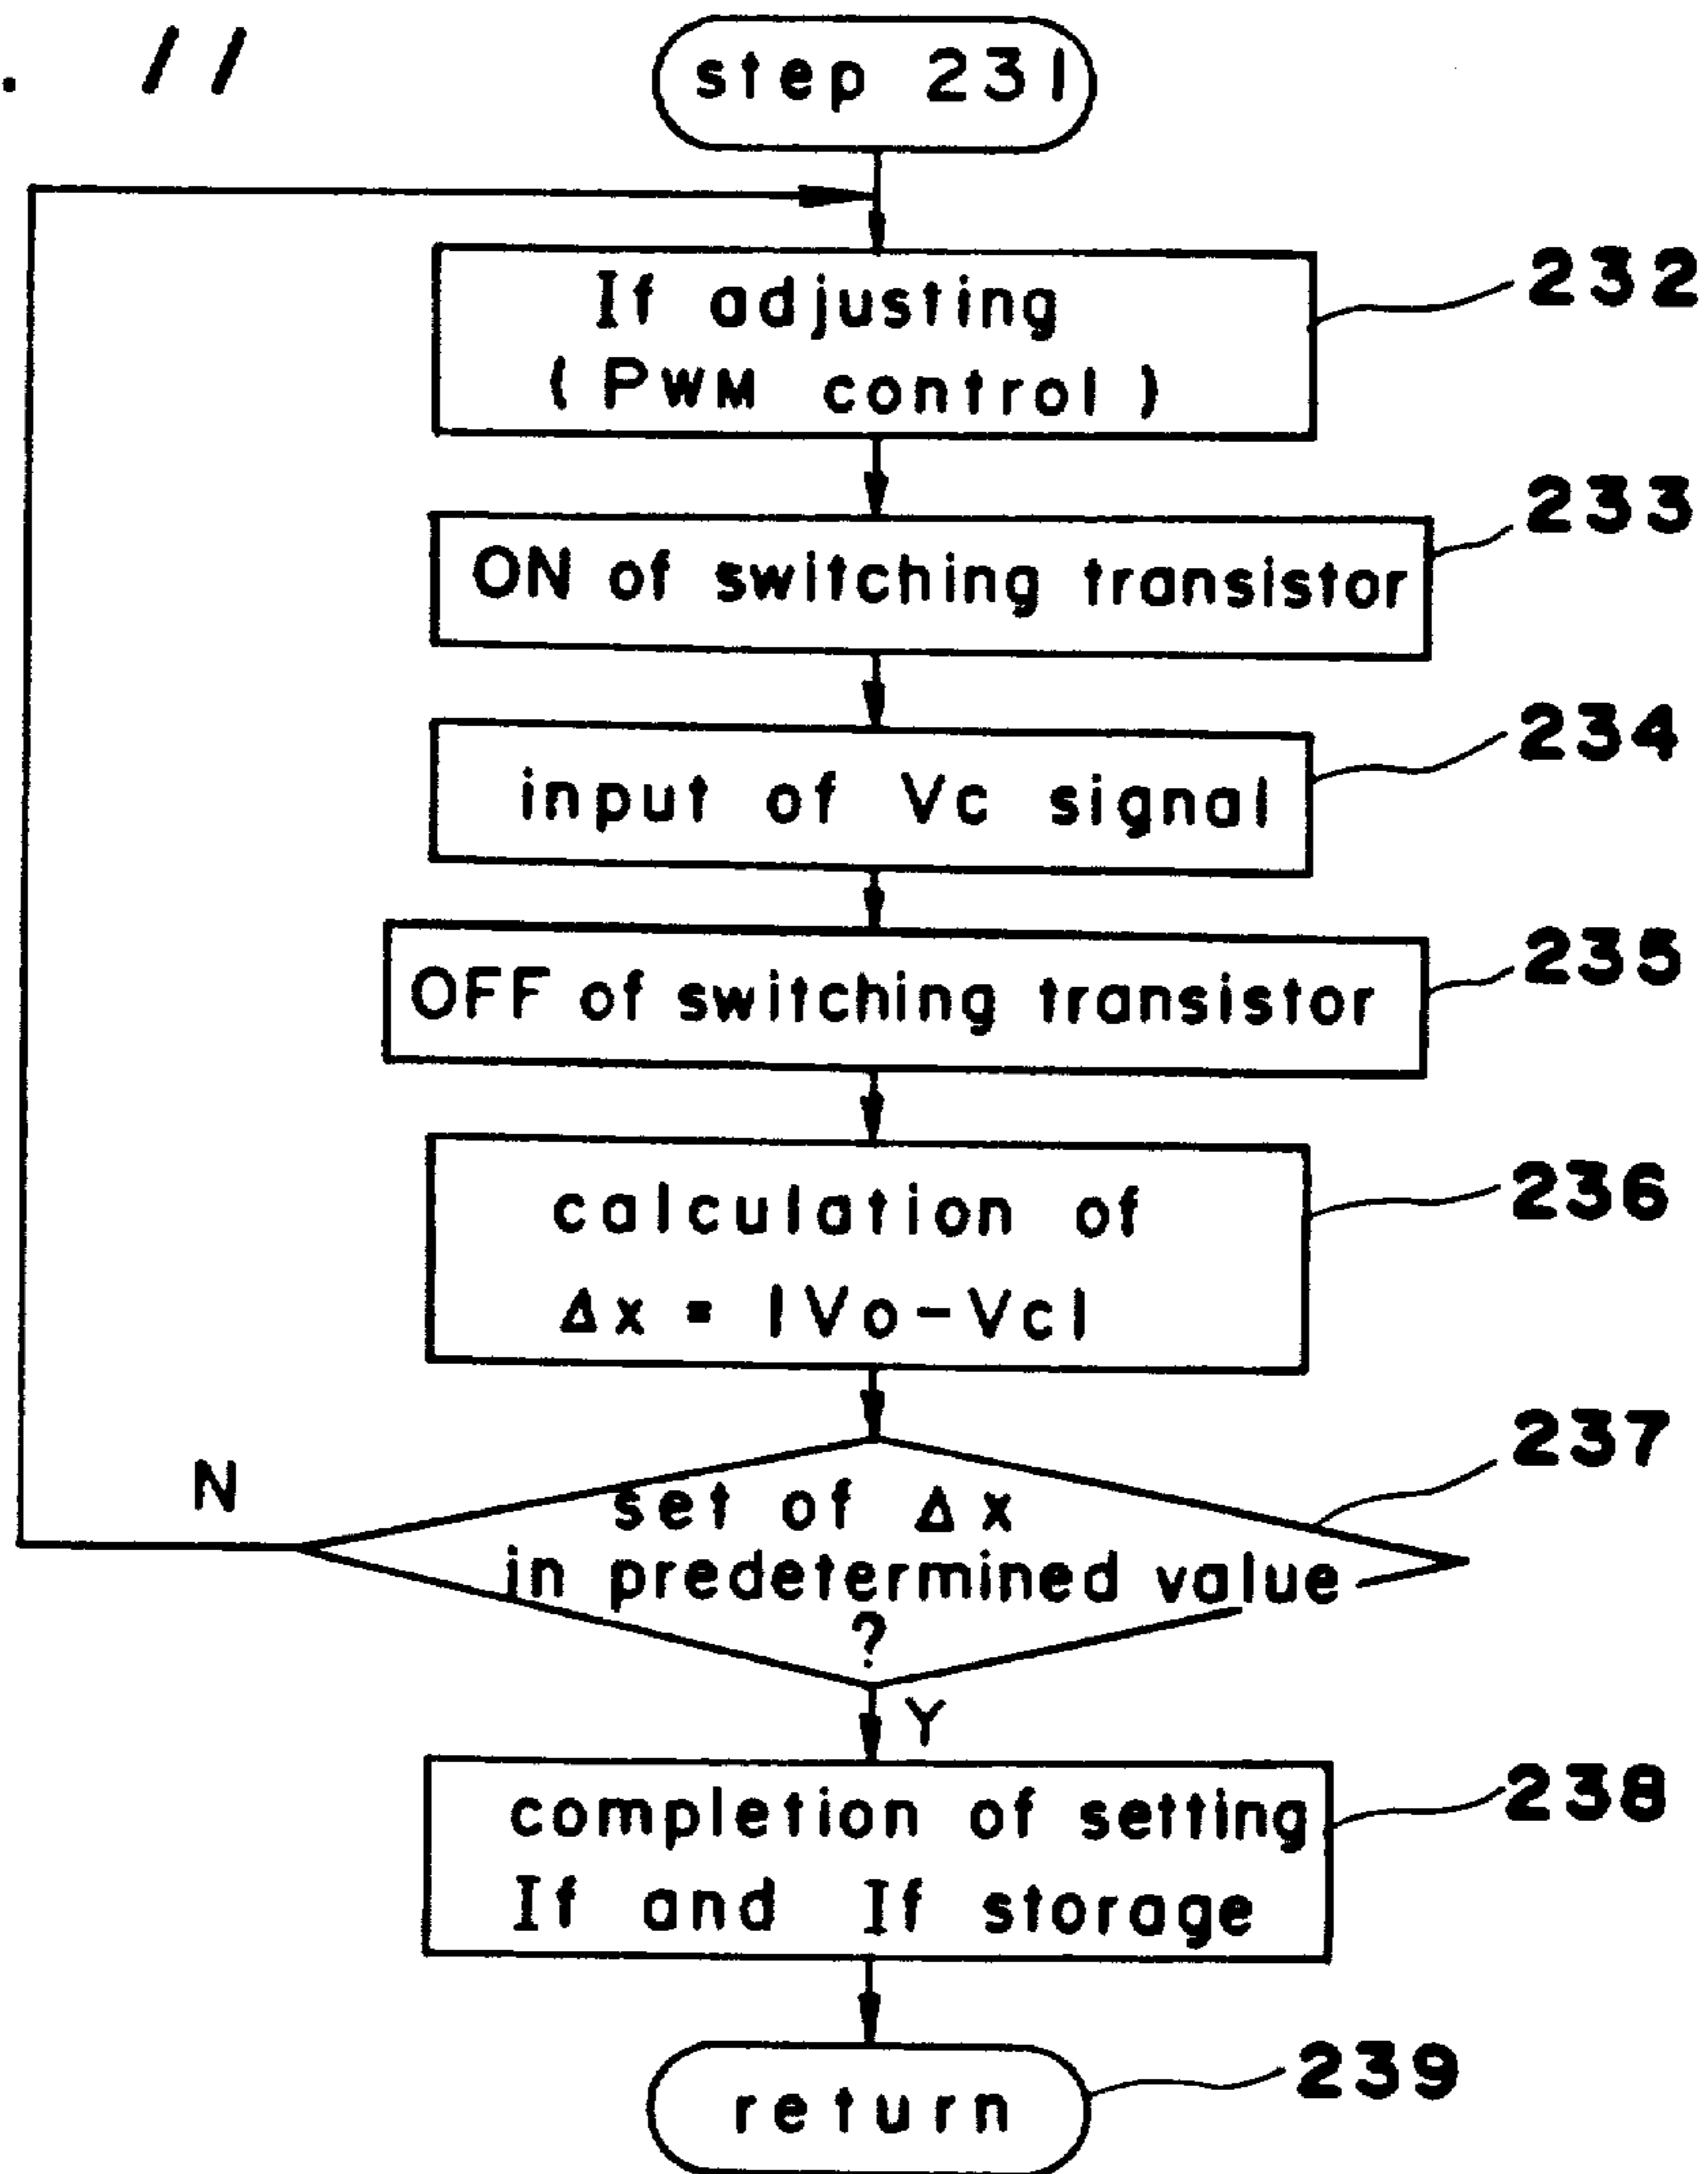 . 11
step 231
If adjusting
( PWM control )
232
ON of switching transistor
233
input of Vc signal
234
OFF of switching transistor
235
calculation of
Δx = |Vo-Vc|
236
set of Δx
in predetermined value
?
237
N
Y
completion of setting
If and If storage
238
return
239